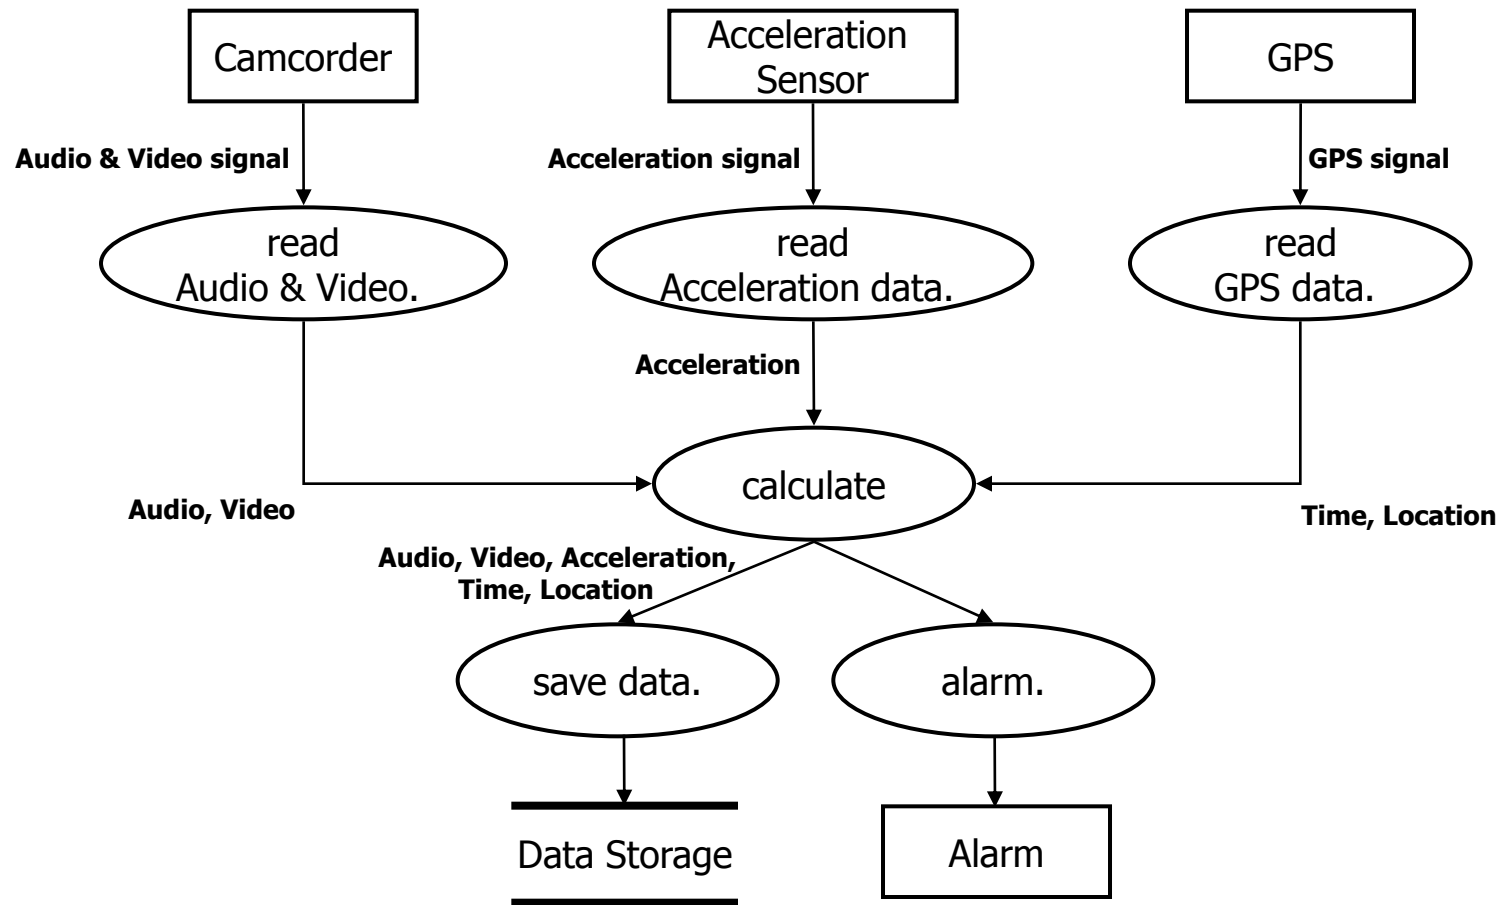 Camcorder
Acceleration
Sensor
GPS
Audio & Video signal
Acceleration signal
GPS signal
read
Audio & Video.
read
Acceleration data.
read
GPS data.
Acceleration
calculate
Audio, Video
Time, Location
Audio, Video, Acceleration,
Time, Location
save data.
alarm.
Data Storage
Alarm